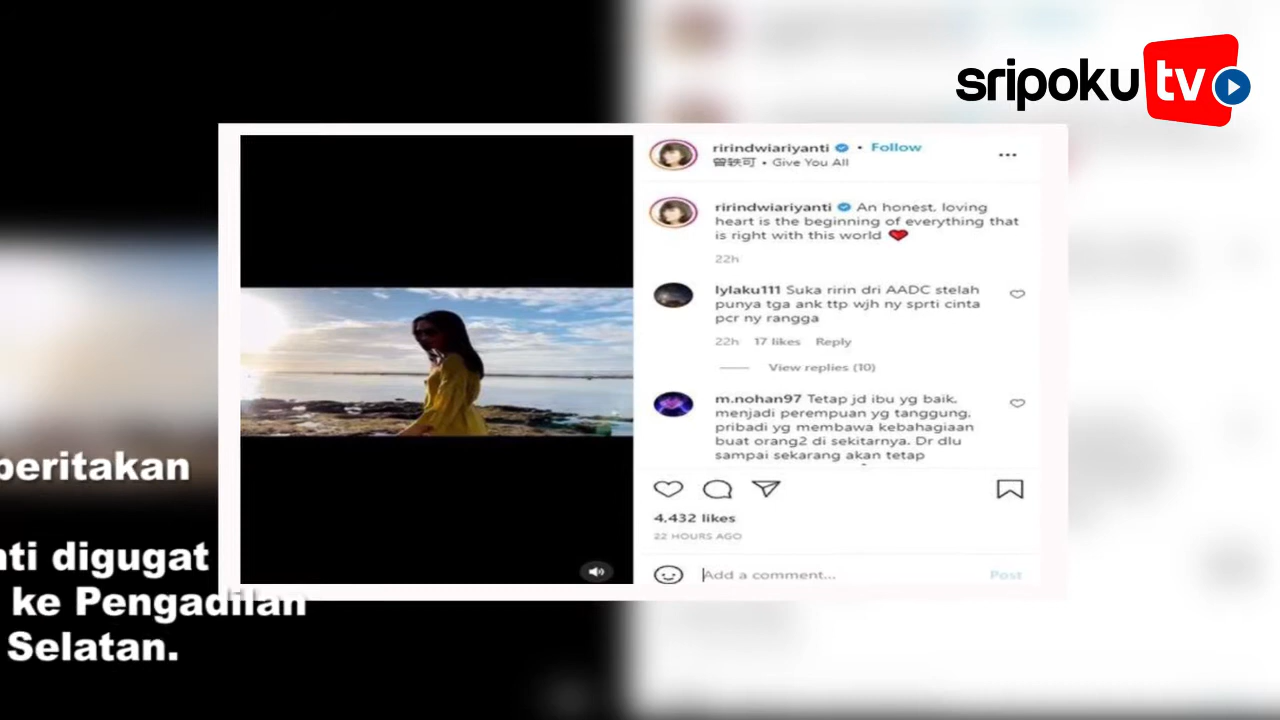 sripoku tv
ririndwiariyanti • Follow
曾轶可 • Give You All
ririndwiariyanti An honest, loving
heart is the beginning of everything that
is right with this world ❤️
22h
lylaku111 Suka ririn dri AADC stelah
punya tga ank ttp wjh ny sprti cinta
pcr ny rangga
22h 17 likes Reply
View replies (10)
m.nohan97 Tetap jd ibu yg baik,
menjadi perempuan yg tanggung,
pribadi yg membawa kebahagiaan
buat orang2 di sekitarnya. Dr dlu
sampai sekarang akan tetap
4,432 likes
22 HOURS AGO
Add a comment...
Post
beritakan
nti digugat
ke Pengadilan
Selatan.